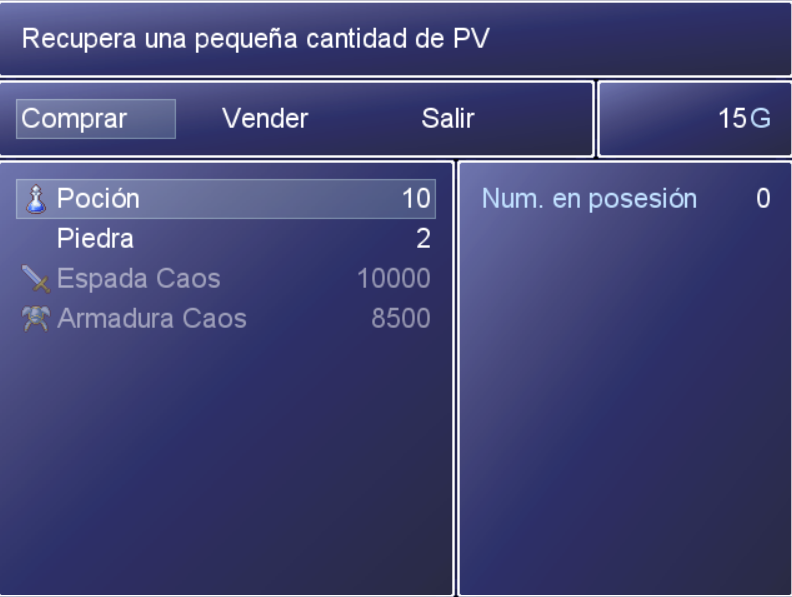 Recupera una pequeña cantidad de PV
Comprar Vender Salir 15G
Poción 10 Num. en posesión 0
Piedra 2
Espada Caos 10000
Armadura Caos 8500